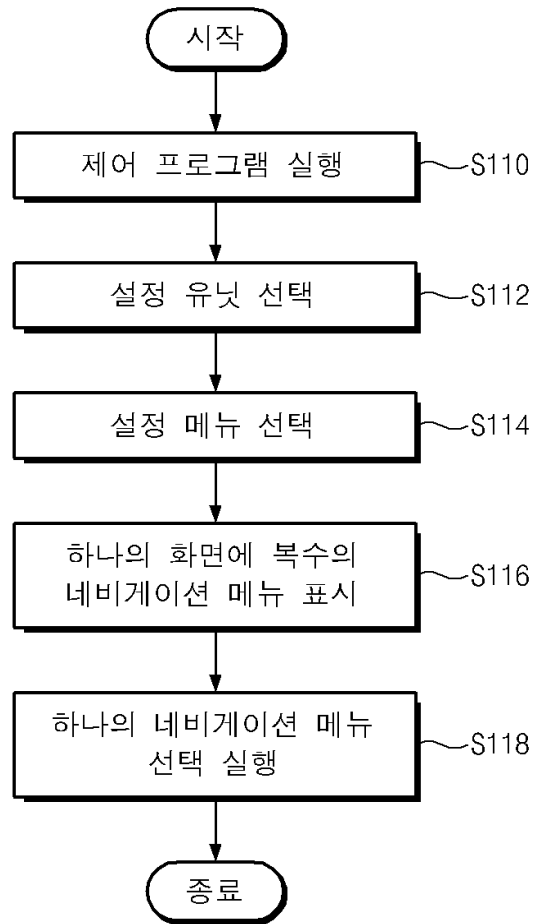 시작
제어 프로그램 실행
S110
설정 유닛 선택
S112
설정 메뉴 선택
S114
하나의 화면에 복수의
네비게이션 메뉴 표시
S116
하나의 네비게이션 메뉴
선택 실행
S118
종료